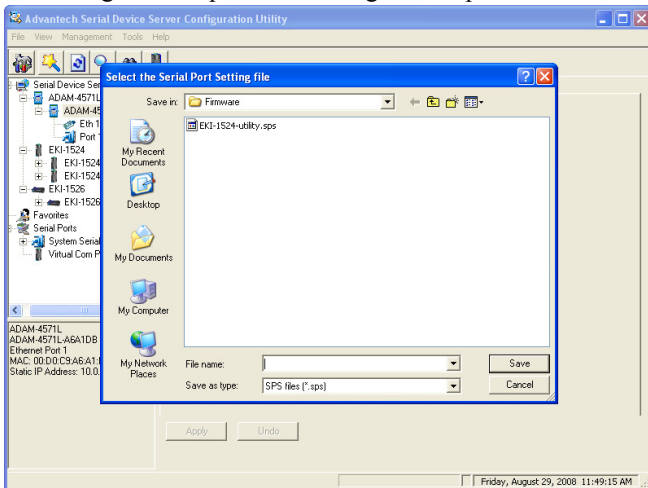 Advantech Serial Device Server Configuration Utility
File View Management Tools Help
Select the Serial Port Setting file
Save in:
Firmware
EKI-1524-utility.sps
My Recent
Documents
Desktop
My Documents
My Computer
My Network
Places
File name:
Save
Save as type:
SPS files (*.sps)
Cancel
Serial Device Ser
ADAM-4571L
ADAM-45
Eth 1
Port
EKI-1524
EKI-1524
EKI-1524
EKI-1526
EKI-1526
Favorites
Serial Ports
System Serial
Virtual Com P
ADAM-4571L
ADAM-4571L-A6A1DB
Ethernet Port 1
MAC: 00:D0:C9:A6:A1:
Static IP Address: 10.0.
Apply
Undo
Friday, August 29, 2008 11:49:15 AM